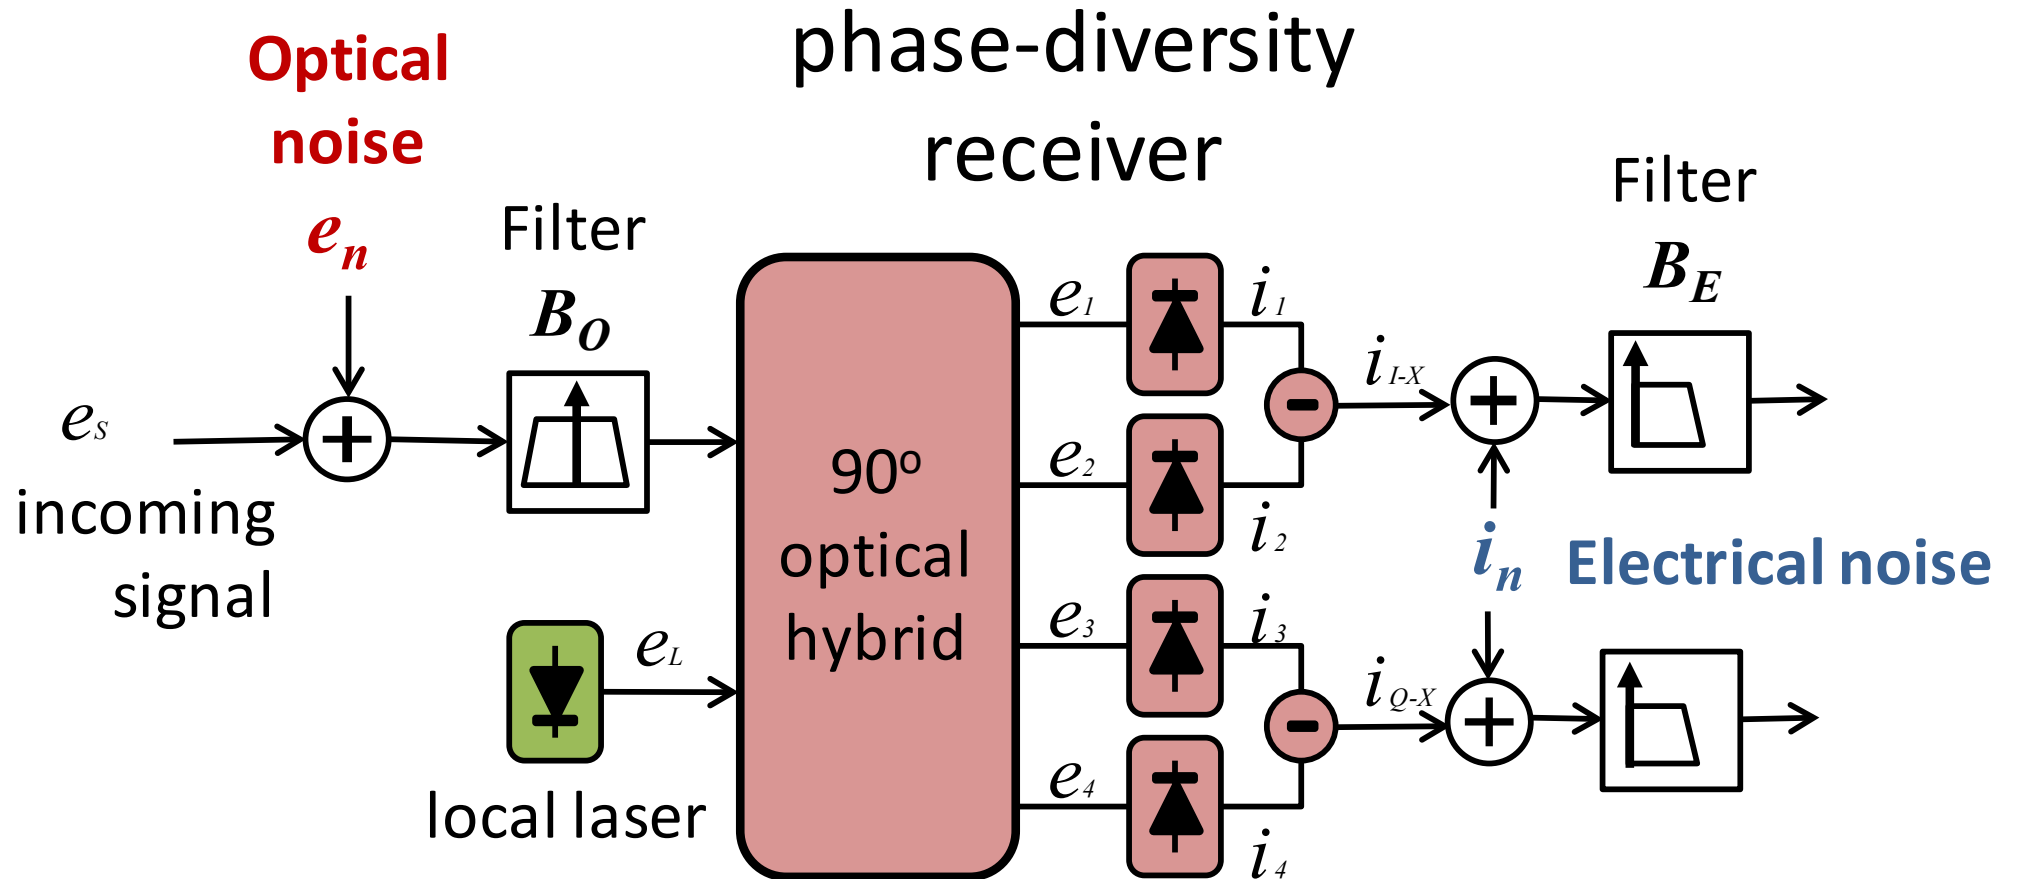 phase-diversity
receiver
Optical
noise
e_n
Filter
B_O
Filter
B_E
e_S
incoming
signal
90º
optical
hybrid
e_L
local laser
e_1
i_1
e_2
i_2
e_3
i_3
e_4
i_4
i_I-X
i_n
Electrical noise
i_Q-X